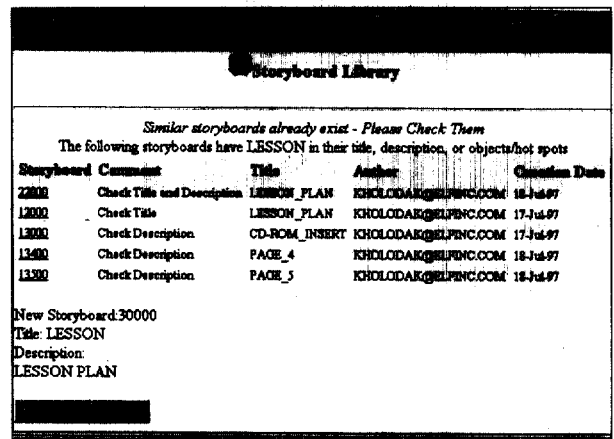 Storyboard Library
Similar storyboards already exist - Please Check Them
The following storyboards have LESSON in their title, description, or objects/hot spots
Storyboard Comment Title Author Creation Date
22000 Check Title and Description LESSON_PLAN KHOLODAK@ELFINC.COM 18-Jul-97
12000 Check Title LESSON_PLAN KHOLODAK@ELFINC.COM 17-Jul-97
13000 Check Description CD-ROM_INSERT KHOLODAK@ELFINC.COM 17-Jul-97
13400 Check Description PAGE_4 KHOLODAK@ELFINC.COM 18-Jul-97
13500 Check Description PAGE_5 KHOLODAK@ELFINC.COM 18-Jul-97
New Storyboard:30000
Title: LESSON
Description:
LESSON PLAN